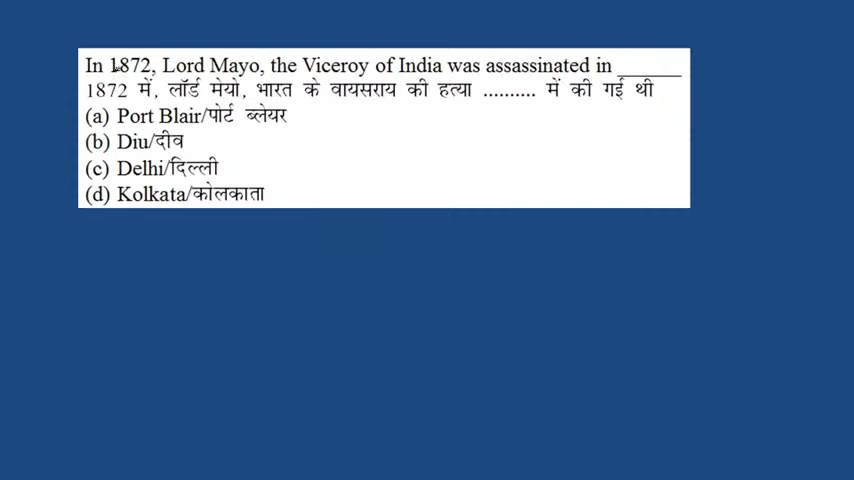 In 1872, Lord Mayo, the Viceroy of India was assassinated in ______
1872 में, लॉर्ड मेयो, भारत के वायसराय की हत्या .......... में की गई थी
(a) Port Blair/पोर्ट ब्लेयर
(b) Diu/दीव
(c) Delhi/दिल्ली
(d) Kolkata/कोलकाता